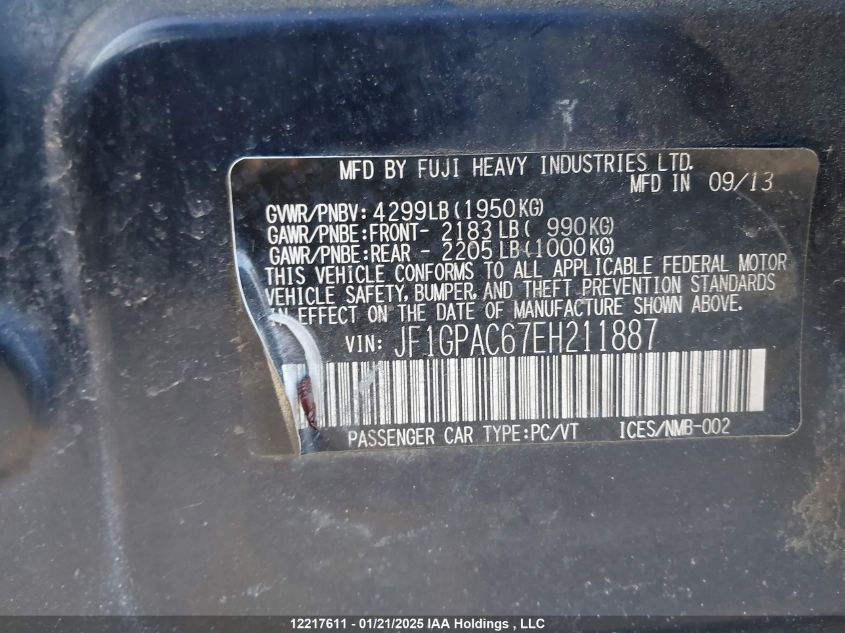 MFD BY FUJI HEAVY INDUSTRIES LTD.
MFD IN 09/13
GVWR/PNBV: 4299LB(1950KG)
GAWR/PNBE:FRONT- 2183LB( 990KG)
GAWR/PNBE:REAR - 2205LB(1000KG)
THIS VEHICLE CONFORMS TO ALL APPLICABLE FEDERAL MOTOR
VEHICLE SAFETY, BUMPER, AND THEFT PREVENTION STANDARDS
IN EFFECT ON THE DATE OF MANUFACTURE SHOWN ABOVE.
VIN: JF1GPAC67EH211887
PASSENGER CAR TYPE:PC/VT ICES/NMB-002
12217611 - 01/21/2025 IAA Holdings , LLC